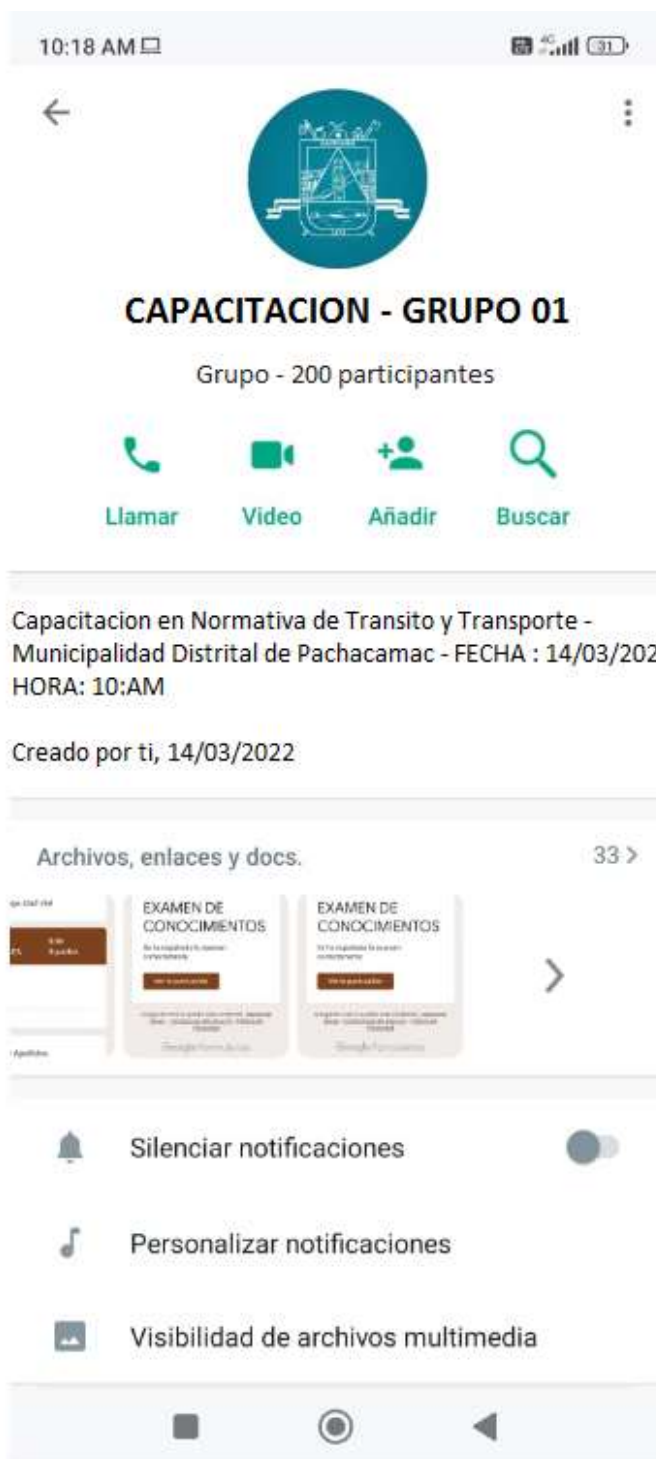 10:18 AM
4G
31
CAPACITACION - GRUPO 01
Grupo - 200 participantes
Llamar Video Añadir Buscar
Capacitacion en Normativa de Transito y Transporte -
Municipalidad Distrital de Pachacamac - FECHA : 14/03/202
HORA: 10:AM
Creado por ti, 14/03/2022
Archivos, enlaces y docs. 33 >
EXAMEN DE
CONOCIMIENTOS
EXAMEN DE
CONOCIMIENTOS
Silenciar notificaciones
Personalizar notificaciones
Visibilidad de archivos multimedia